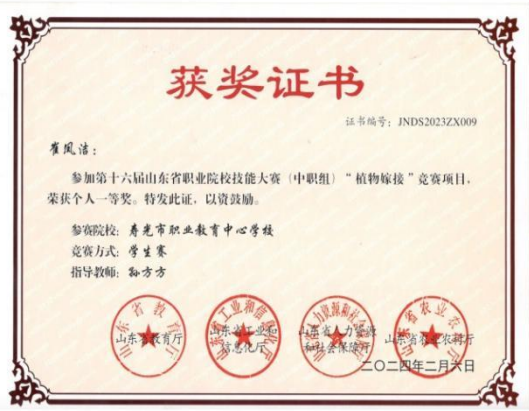 获奖证书
证书编号：JNDS2023ZX009
崔凤洁：
参加第十六届山东省职业院校技能大赛（中职组）“植物嫁接”竞赛项目，
荣获个人一等奖。特发此证，以资鼓励。
参赛院校：寿光市职业教育中心学校
竞赛方式：学生赛
指导教师：孙方方
山东省教育厅
山东省工业和
信息化厅
山东省人力资源
和社会保障厅
山东省农业农村厅
二〇二四年二月六日